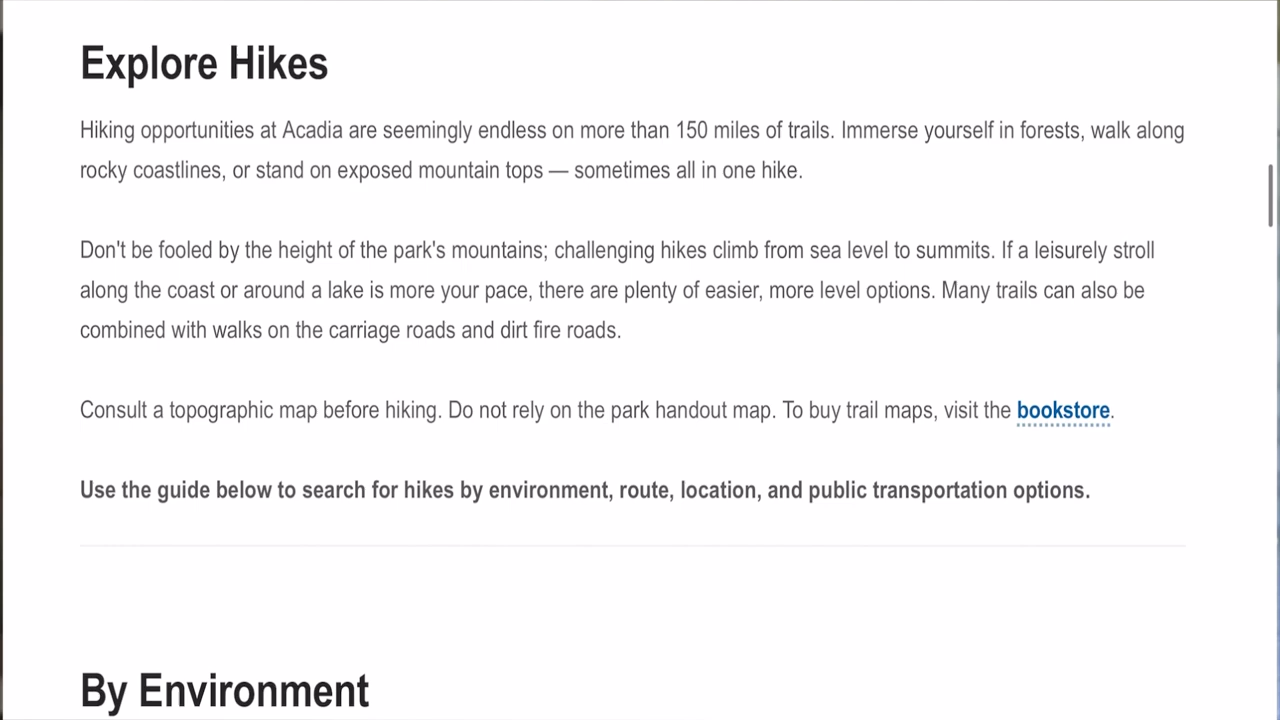 Explore Hikes
Hiking opportunities at Acadia are seemingly endless on more than 150 miles of trails. Immerse yourself in forests, walk along
rocky coastlines, or stand on exposed mountain tops — sometimes all in one hike.
Don't be fooled by the height of the park's mountains; challenging hikes climb from sea level to summits. If a leisurely stroll
along the coast or around a lake is more your pace, there are plenty of easier, more level options. Many trails can also be
combined with walks on the carriage roads and dirt fire roads.
Consult a topographic map before hiking. Do not rely on the park handout map. To buy trail maps, visit the bookstore.
Use the guide below to search for hikes by environment, route, location, and public transportation options.
By Environment